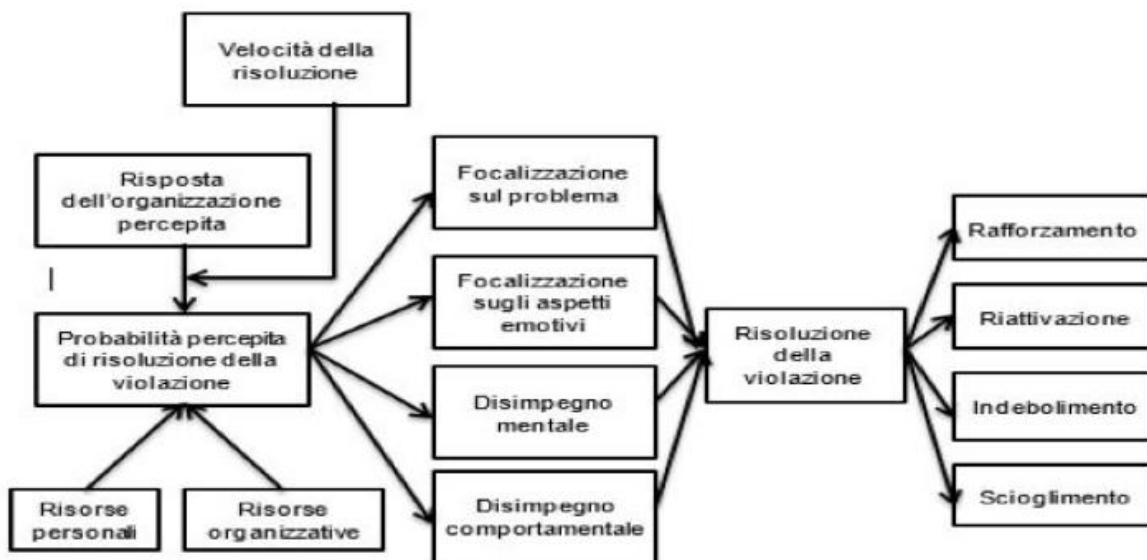 Velocità della
risoluzione
Risposta
dell'organizzazione
percepita
Probabilità percepita
di risoluzione della
violazione
Risorse
personali
Risorse
organizzative
Focalizzazione
sul problema
Focalizzazione
sugli aspetti
emotivi
Disimpegno
mentale
Disimpegno
comportamentale
Risoluzione
della
violazione
Rafforzamento
Riattivazione
Indebolimento
Scioglimento